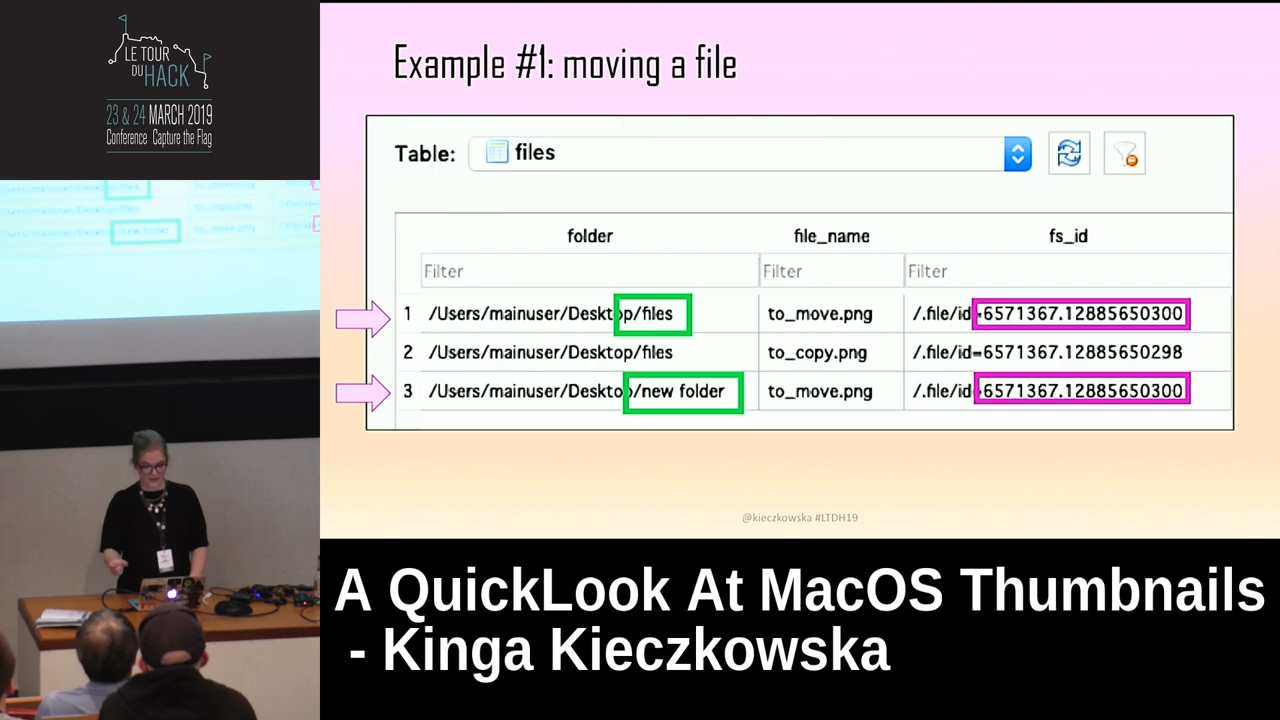 LE TOUR
DU HACK
23 & 24 MARCH 2019
Conference Capture the Flag
Example #1: moving a file
Table: files
folder file_name fs_id
Filter Filter Filter
1 /Users/mainuser/Desktop/files to_move.png /.file/id=6571367.12885650300
2 /Users/mainuser/Desktop/files to_copy.png /.file/id=6571367.12885650298
3 /Users/mainuser/Desktop/new folder to_move.png /.file/id=6571367.12885650300
@kieczkowska #LTDH19
A QuickLook At MacOS Thumbnails
- Kinga Kieczkowska